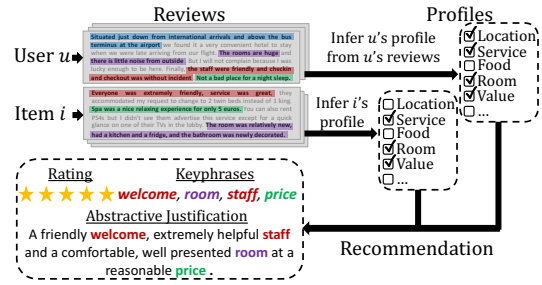 Reviews
Profiles
User u
Situated just down from international arrivals and above the bus
terminus at the airport we found it a very convenient hotel to stay
when we were late arriving from our flight The rooms are huge and
there is little noise from outside But I will not complain because I was
lucky enough to be here. Finally, the staff were friendly and checkin
and checkout was without incident Not a bad place for a night sleep.
Infer u's profile
from u's reviews
Location
Service
Food
Room
Value
...
Item i
Everyone was extremely friendly, service was great, they
accommodated my request to change to 2 twin beds instead of 1 king
Spa was a nice relaxing experience for only 5 euros. You can also rent
PS4s but I didn't see them advertise this service except for a quick
glance on one of their TVs in the lobby The room was relatively new,
had a kitchen and a fridge, and the bathroom was newly decorated.
Infer i's
profile
Location
Service
Food
Room
Value
...
Rating
Keyphrases
welcome, room, staff, price
Abstractive Justification
A friendly welcome, extremely helpful staff
and a comfortable, well presented room at a
reasonable price .
Recommendation